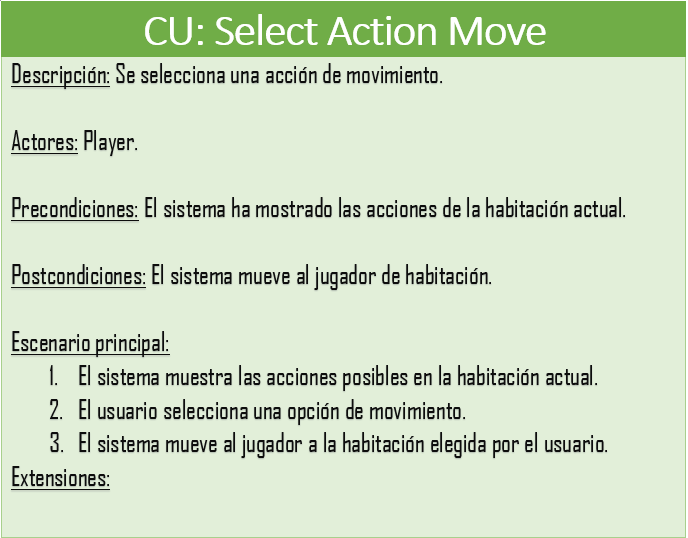 CU: Select Action Move
Descripción: Se selecciona una acción de movimiento.
Actores: Player.
Precondiciones: El sistema ha mostrado las acciones de la habitación actual.
Postcondiciones: El sistema mueve al jugador de habitación.
Escenario principal:
1. El sistema muestra las acciones posibles en la habitación actual.
2. El usuario selecciona una opción de movimiento.
3. El sistema mueve al jugador a la habitación elegida por el usuario.
Extensiones: